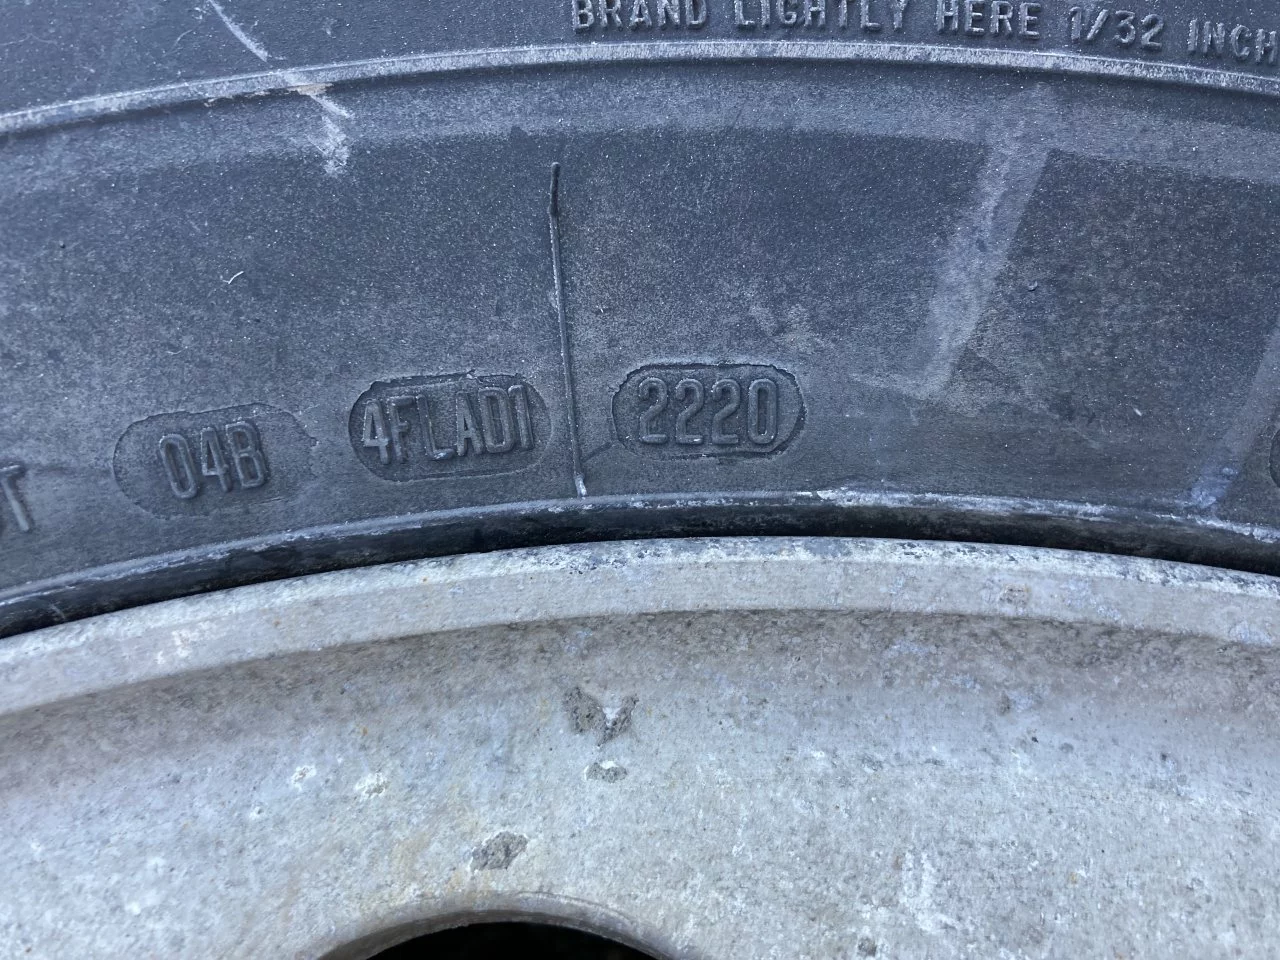 BRAND LIGHTLY HERE 1/32 INCH
04B 4FLAD1 2220